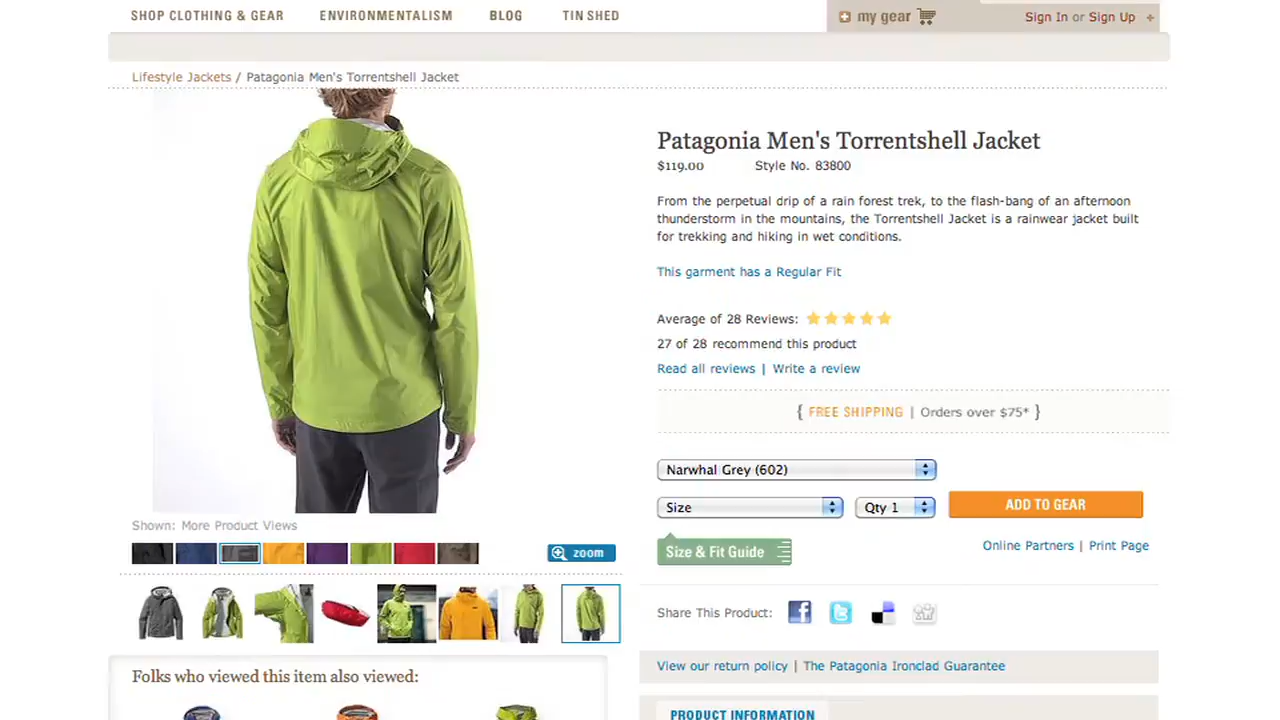 SHOP CLOTHING & GEAR ENVIRONMENTALISM BLOG TIN SHED
my gear
Sign In or Sign Up +
Lifestyle Jackets / Patagonia Men's Torrentshell Jacket
Patagonia Men's Torrentshell Jacket
$119.00 Style No. 83800
From the perpetual drip of a rain forest trek, to the flash-bang of an afternoon
thunderstorm in the mountains, the Torrentshell Jacket is a rainwear jacket built
for trekking and hiking in wet conditions.
This garment has a Regular Fit
Average of 28 Reviews:
27 of 28 recommend this product
Read all reviews | Write a review
{ FREE SHIPPING | Orders over $75* }
Narwhal Grey (602)
Size Qty 1 ADD TO GEAR
Size & Fit Guide
Online Partners | Print Page
Shown: More Product Views
zoom
Share This Product:
View our return policy | The Patagonia Ironclad Guarantee
Folks who viewed this item also viewed:
PRODUCT INFORMATION